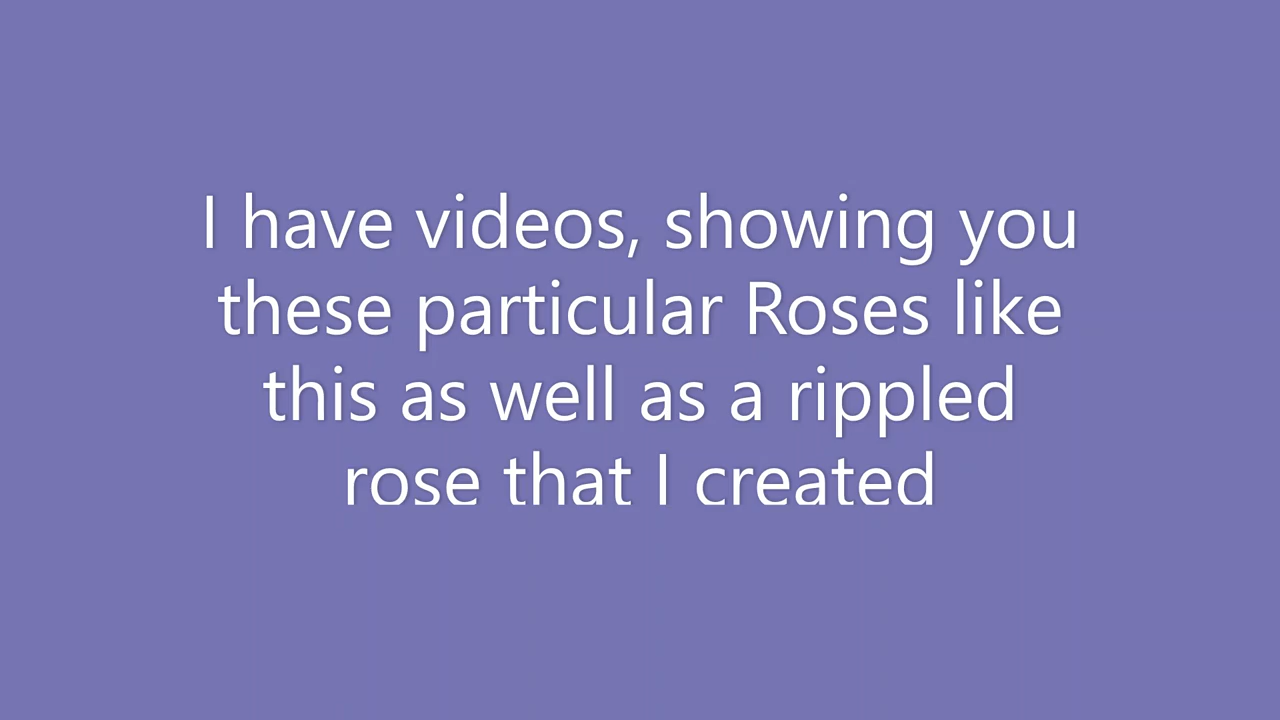 I have videos, showing you
these particular Roses like
this as well as a rippled
rose that I created